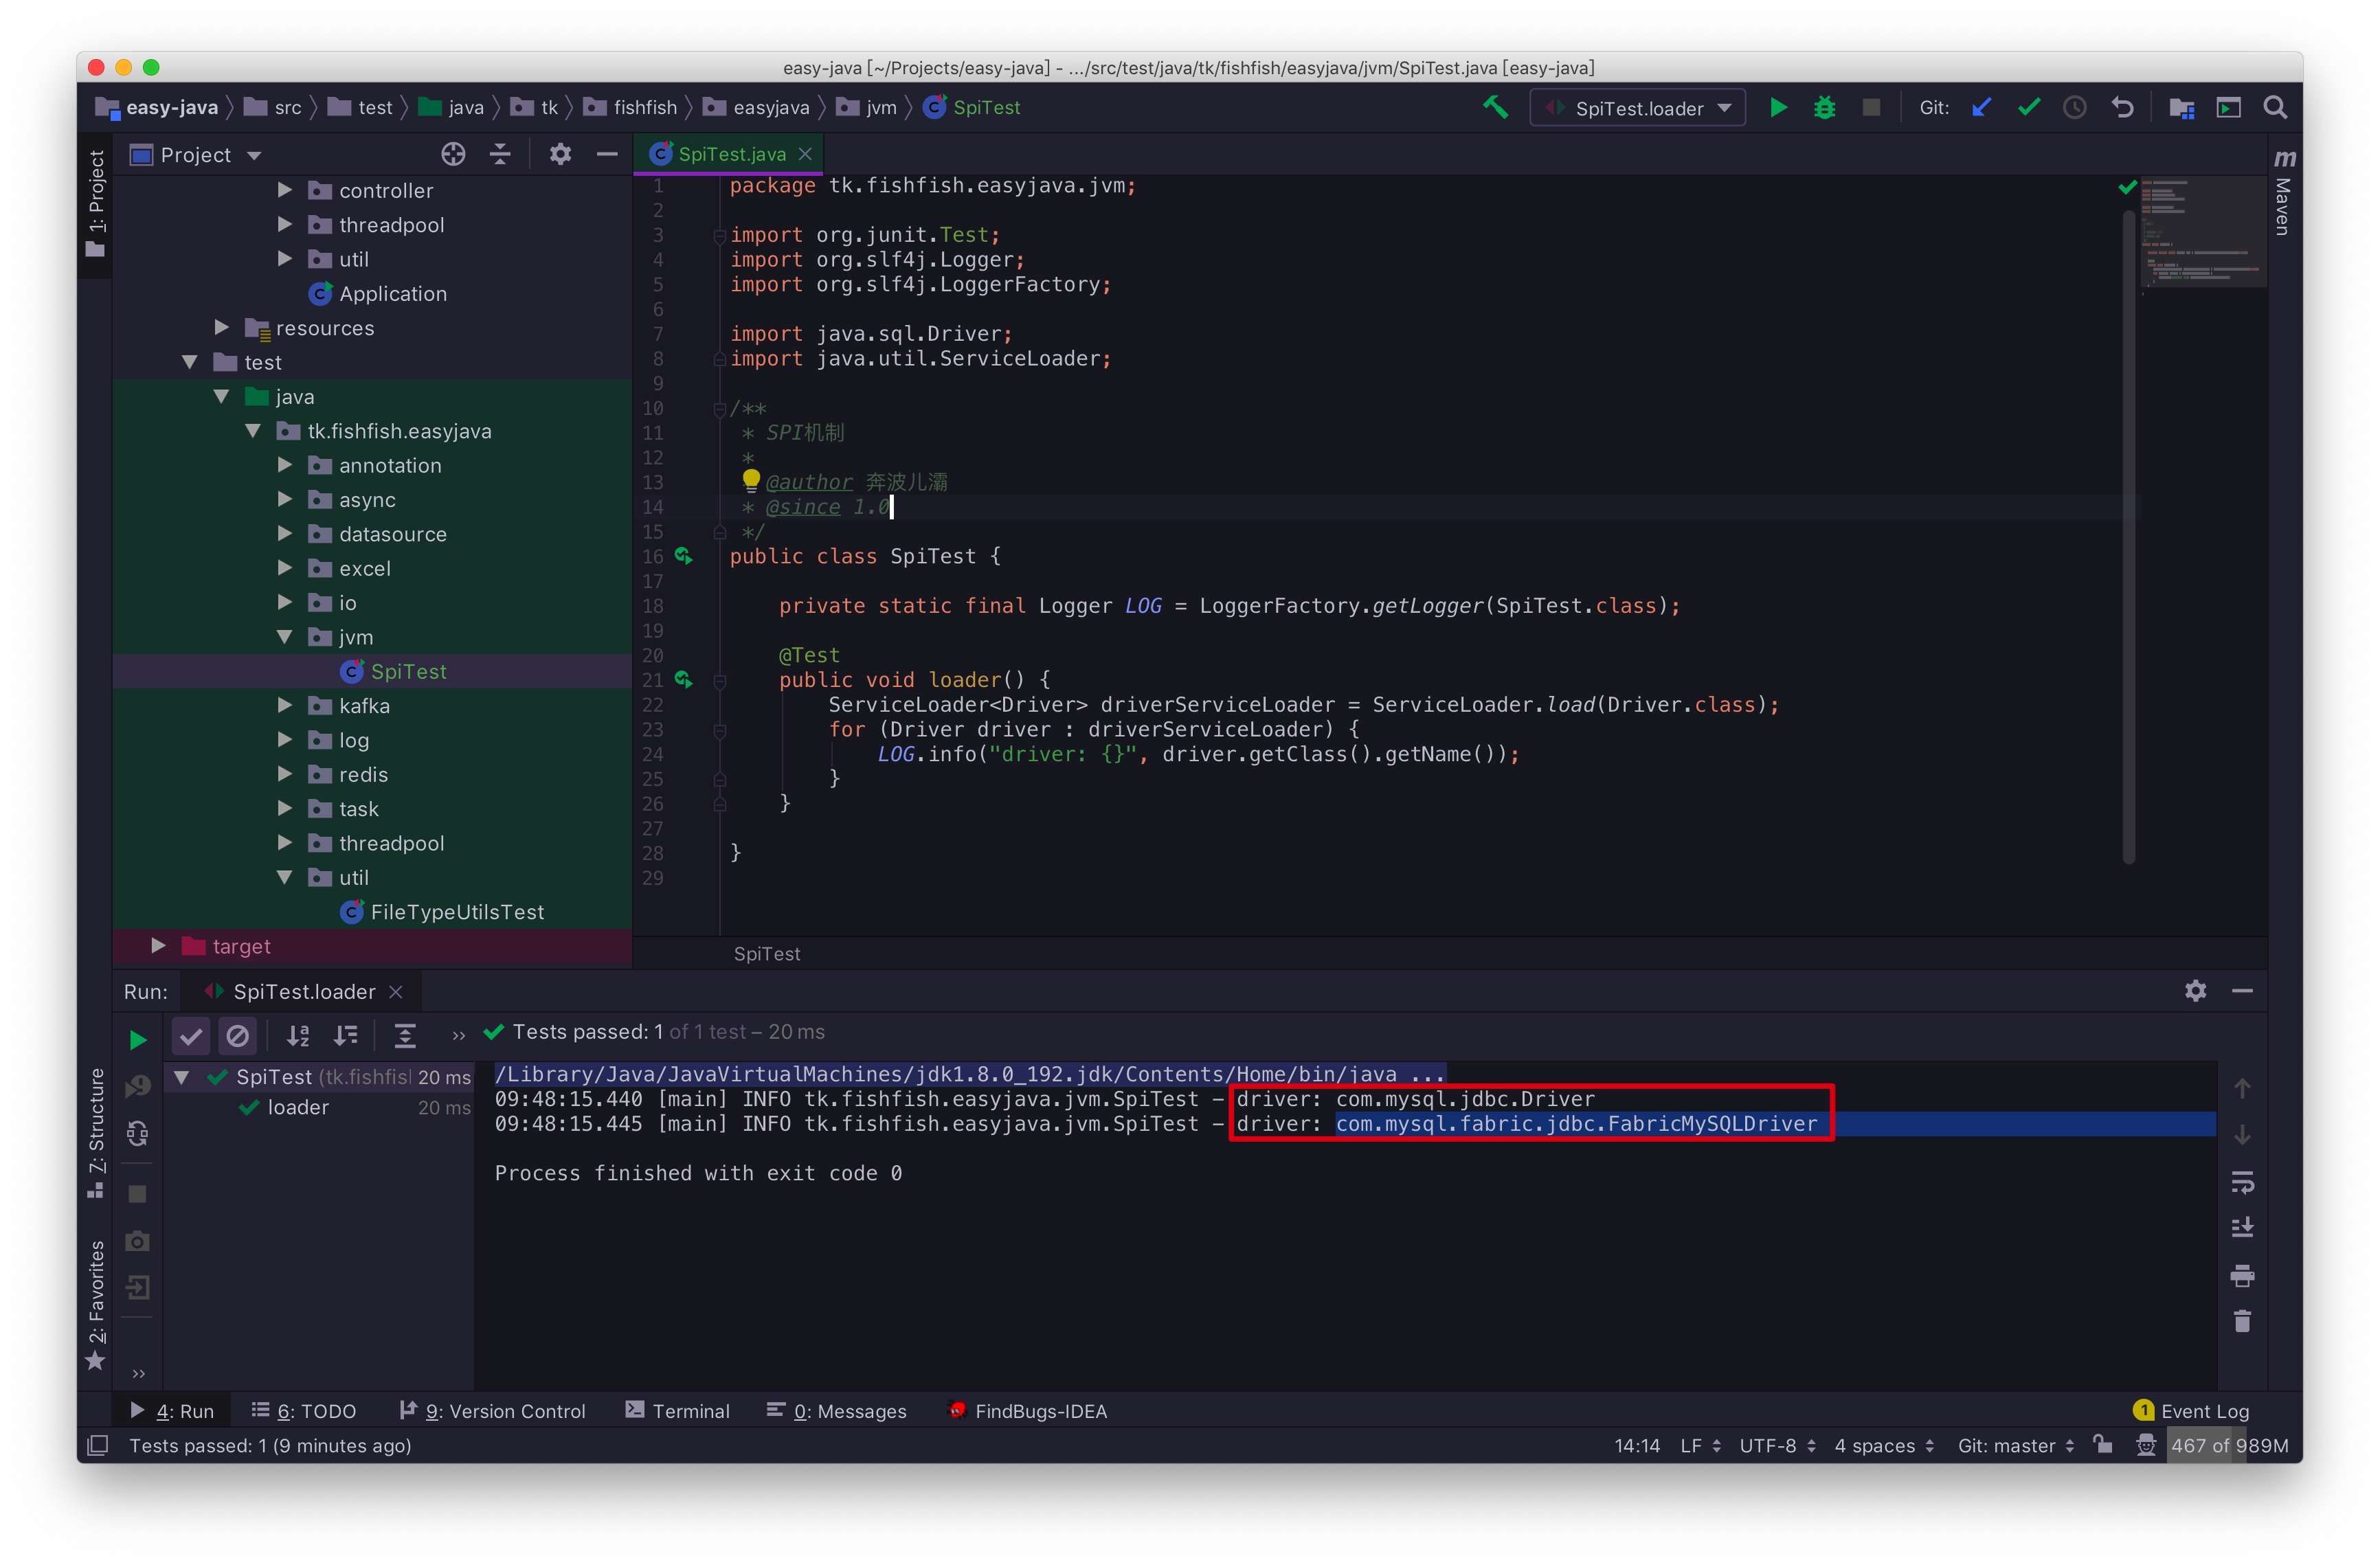 easy-java [~/Projects/easy-java] - .../src/test/java/tk/fishfish/easyjava/jvm/SpiTest.java [easy-java]
easy-java src test java tk fishfish easyjava jvm SpiTest
SpiTest.loader Git:
1: Project
Project
controller
threadpool
util
Application
resources
test
java
tk.fishfish.easyjava
annotation
async
datasource
excel
io
jvm
SpiTest
kafka
log
redis
task
threadpool
util
FileTypeUtilsTest
target
SpiTest.java
1 package tk.fishfish.easyjava.jvm;
2
3 import org.junit.Test;
4 import org.slf4j.Logger;
5 import org.slf4j.LoggerFactory;
6
7 import java.sql.Driver;
8 import java.util.ServiceLoader;
9
10 /**
11 * SPI机制
12 *
13 @author 奔波儿灞
14 * @since 1.0
15 */
16 public class SpiTest {
17
18 private static final Logger LOG = LoggerFactory.getLogger(SpiTest.class);
19
20 @Test
21 public void loader() {
22 ServiceLoader<Driver> driverServiceLoader = ServiceLoader.load(Driver.class);
23 for (Driver driver : driverServiceLoader) {
24 LOG.info("driver: {}", driver.getClass().getName());
25 }
26 }
27
28 }
29
SpiTest
m Maven
Run: SpiTest.loader
Tests passed: 1 of 1 test – 20 ms
SpiTest (tk.fishfisl 20 ms
loader 20 ms
/Library/Java/JavaVirtualMachines/jdk1.8.0_192.jdk/Contents/Home/bin/java ...
09:48:15.440 [main] INFO tk.fishfish.easyjava.jvm.SpiTest – driver: com.mysql.jdbc.Driver
09:48:15.445 [main] INFO tk.fishfish.easyjava.jvm.SpiTest – driver: com.mysql.fabric.jdbc.FabricMySQLDriver
Process finished with exit code 0
7: Structure
2: Favorites
4: Run 6: TODO 9: Version Control Terminal 0: Messages FindBugs-IDEA 1 Event Log
Tests passed: 1 (9 minutes ago) 14:14 LF UTF-8 4 spaces Git: master 467 of 989M